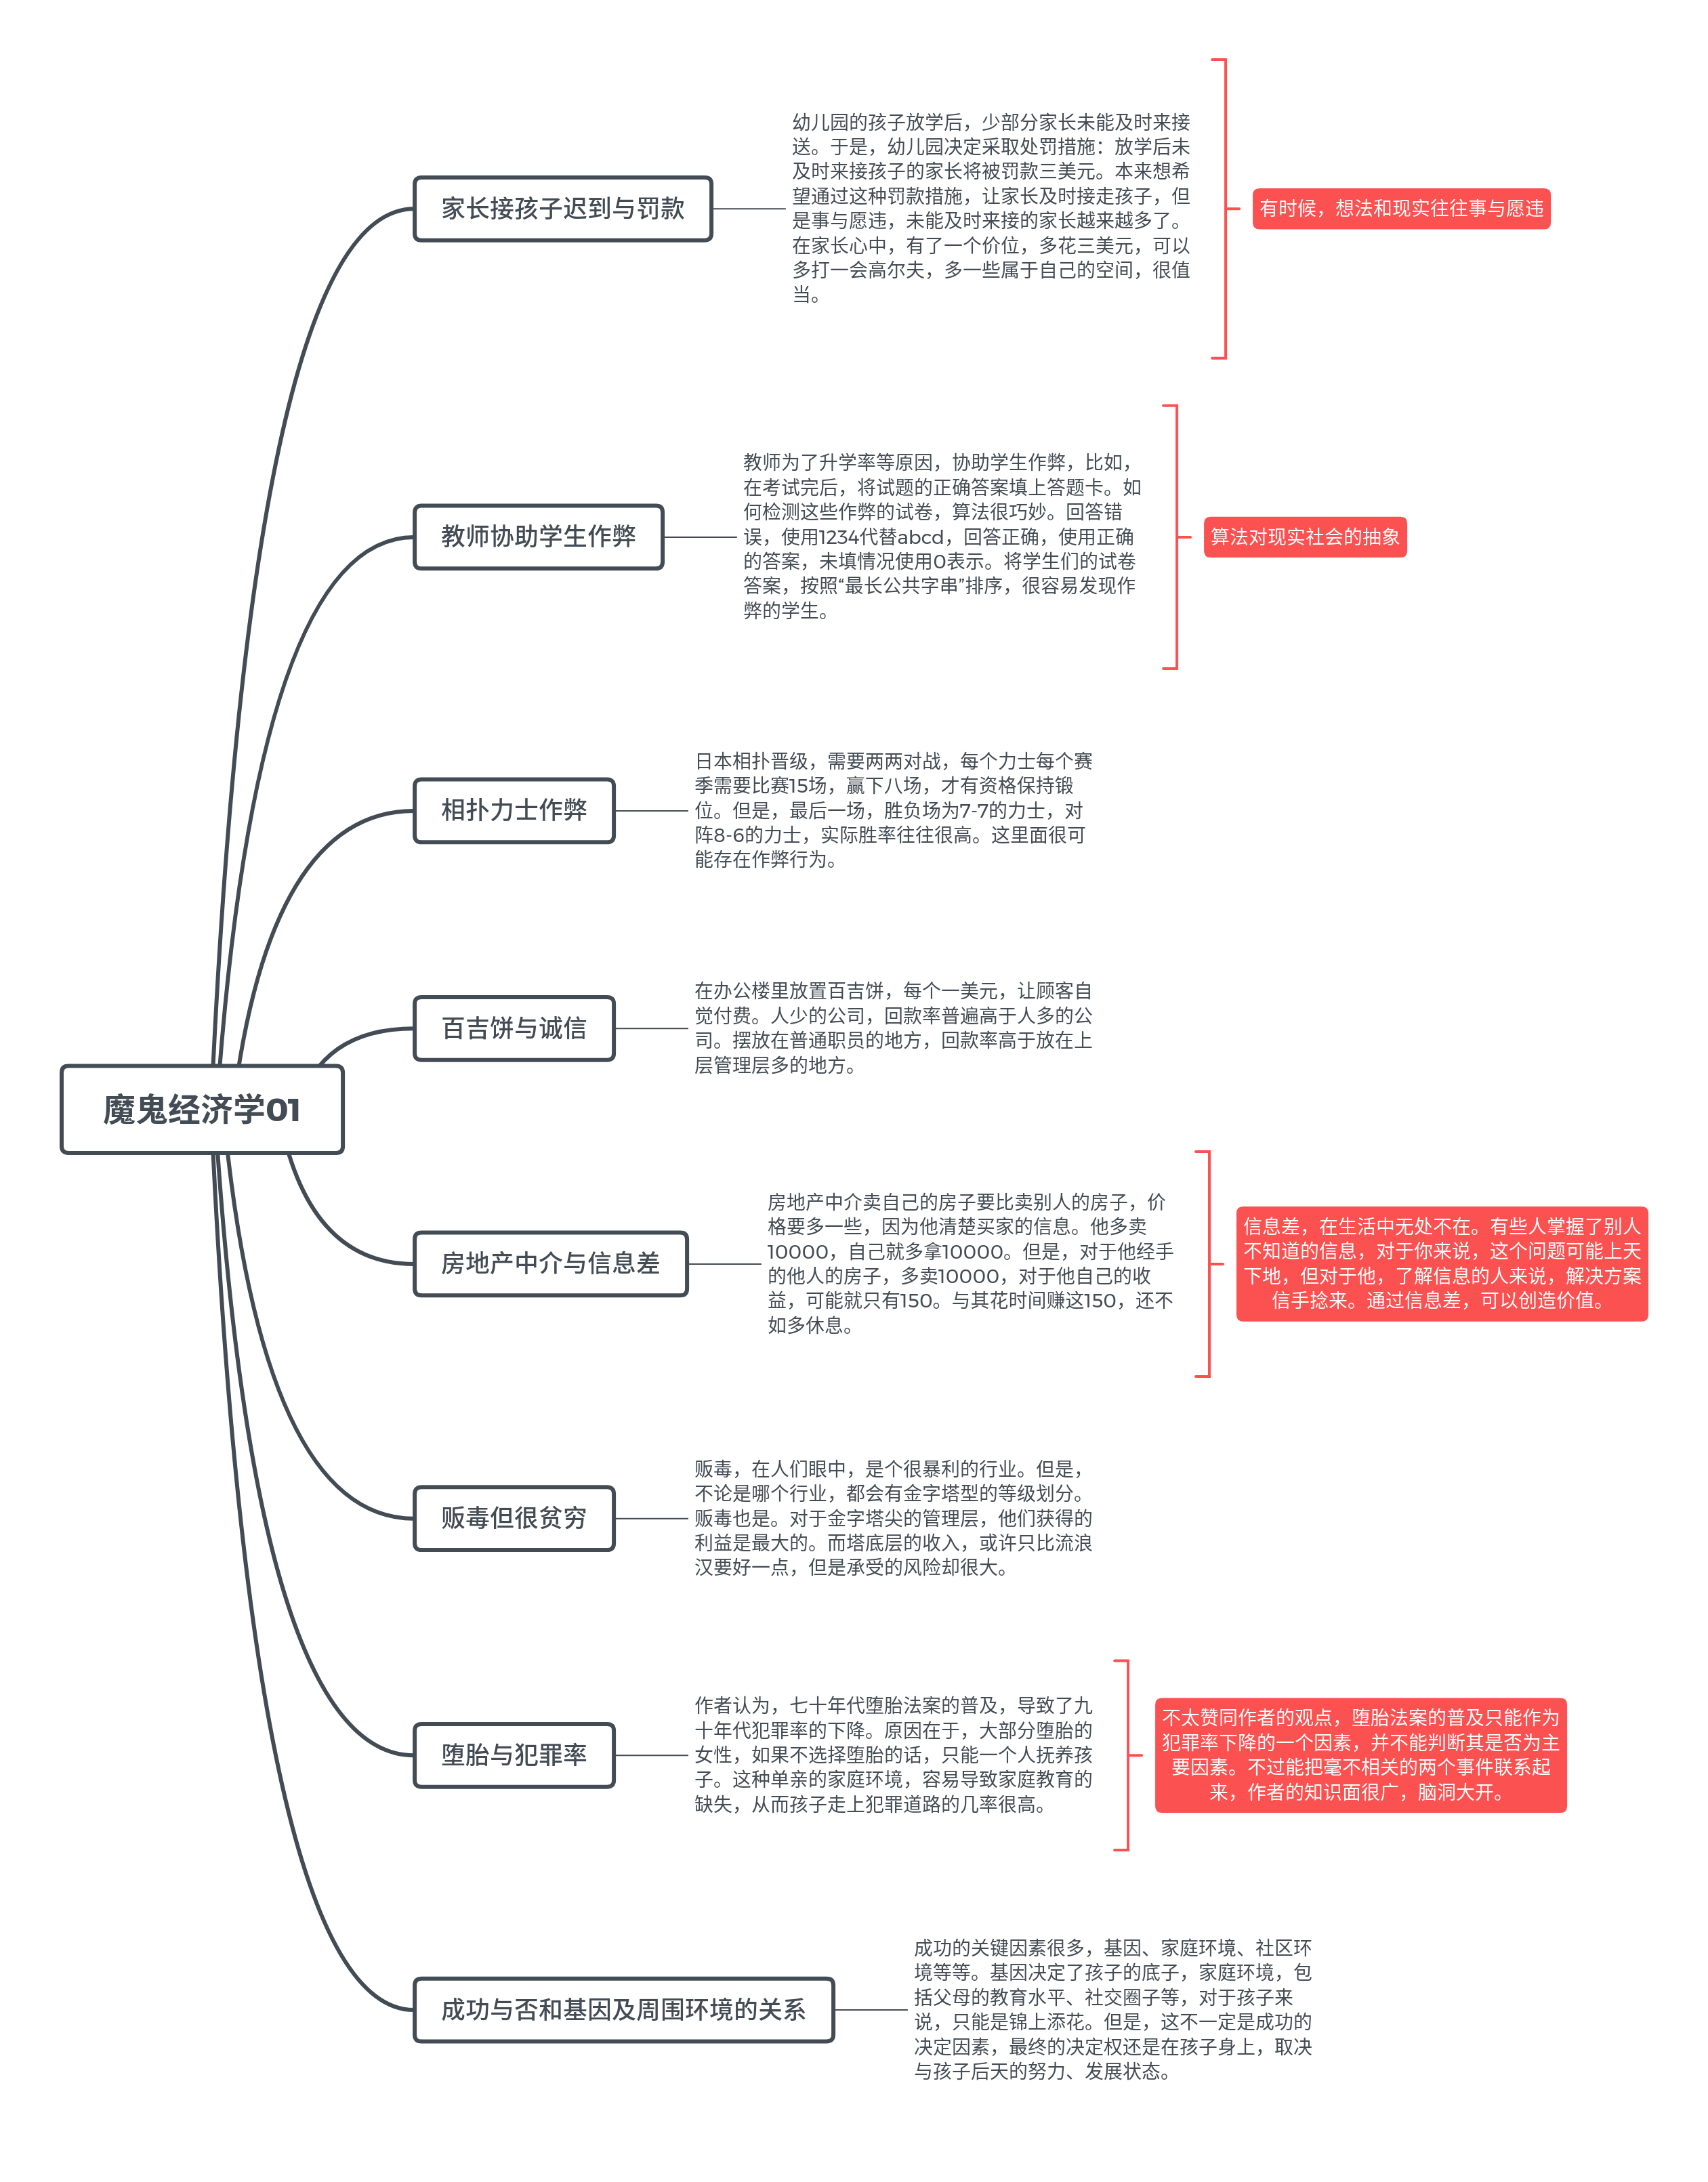 家长接孩子迟到与罚款
幼儿园的孩子放学后，少部分家长未能及时来接
送。于是，幼儿园决定采取处罚措施：放学后未
及时来接孩子的家长将被罚款三美元。本来想希
望通过这种罚款措施，让家长及时接走孩子，但
是事与愿违，未能及时来接的家长越来越多了。
在家长心中，有了一个价位，多花三美元，可以
多打一会高尔夫，多一些属于自己的空间，很值
当。
有时候，想法和现实往往事与愿违
教师协助学生作弊
教师为了升学率等原因，协助学生作弊，比如，
在考试完后，将试题的正确答案填上答题卡。如
何检测这些作弊的试卷，算法很巧妙。回答错
误，使用1234代替abcd，回答正确，使用正确
的答案，未填情况使用0表示。将学生们的试卷
答案，按照“最长公共字串”排序，很容易发现作
弊的学生。
算法对现实社会的抽象
相扑力士作弊
日本相扑晋级，需要两两对战，每个力士每个赛
季需要比赛15场，赢下八场，才有资格保持锻
位。但是，最后一场，胜负场为7-7的力士，对
阵8-6的力士，实际胜率往往很高。这里面很可
能存在作弊行为。
百吉饼与诚信
在办公楼里放置百吉饼，每个一美元，让顾客自
觉付费。人少的公司，回款率普遍高于人多的公
司。摆放在普通职员的地方，回款率高于放在上
层管理层多的地方。
魔鬼经济学01
房地产中介与信息差
房地产中介卖自己的房子要比卖别人的房子，价
格要多一些，因为他清楚买家的信息。他多卖
10000，自己就多拿10000。但是，对于他经手
的他人的房子，多卖10000，对于他自己的收
益，可能就只有150。与其花时间赚这150，还不
如多休息。
信息差，在生活中无处不在。有些人掌握了别人
不知道的信息，对于你来说，这个问题可能上天
下地，但对于他，了解信息的人来说，解决方案
信手捻来。通过信息差，可以创造价值。
贩毒但很贫穷
贩毒，在人们眼中，是个很暴利的行业。但是，
不论是哪个行业，都会有金字塔型的等级划分。
贩毒也是。对于金字塔尖的管理层，他们获得的
利益是最大的。而塔底层的收入，或许只比流浪
汉要好一点，但是承受的风险却很大。
堕胎与犯罪率
作者认为，七十年代堕胎法案的普及，导致了九
十年代犯罪率的下降。原因在于，大部分堕胎的
女性，如果不选择堕胎的话，只能一个人抚养孩
子。这种单亲的家庭环境，容易导致家庭教育的
缺失，从而孩子走上犯罪道路的几率很高。
不太赞同作者的观点，堕胎法案的普及只能作为
犯罪率下降的一个因素，并不能判断其是否为主
要因素。不过能把毫不相关的两个事件联系起
来，作者的知识面很广，脑洞大开。
成功与否和基因及周围环境的关系
成功的关键因素很多，基因、家庭环境、社区环
境等等。基因决定了孩子的底子，家庭环境，包
括父母的教育水平、社交圈子等，对于孩子来
说，只能是锦上添花。但是，这不一定是成功的
决定因素，最终的决定权还是在孩子身上，取决
与孩子后天的努力、发展状态。